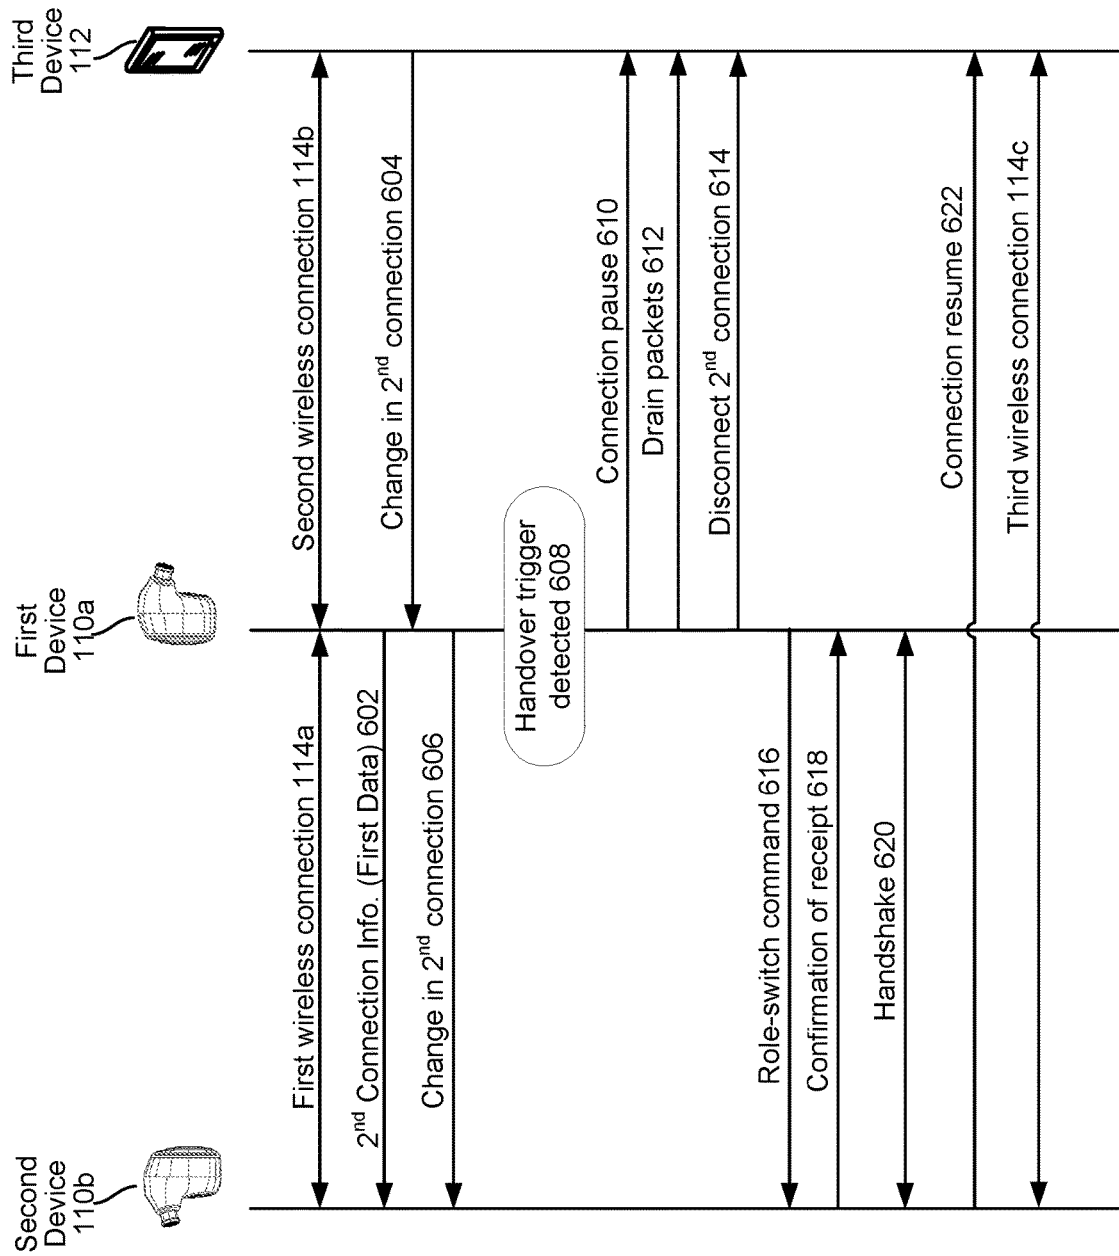 Second
Device
110b
First
Device
110a
Third
Device
112
First wireless connection 114a
Second wireless connection 114b
2nd Connection Info. (First Data) 602
Change in 2nd connection 604
Change in 2nd connection 606
Handover trigger
detected 608
Connection pause 610
Drain packets 612
Disconnect 2nd connection 614
Role-switch command 616
Confirmation of receipt 618
Handshake 620
Connection resume 622
Third wireless connection 114c